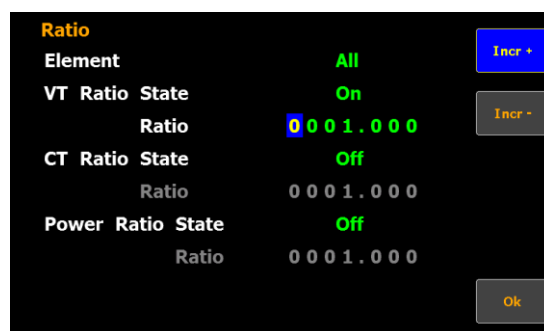 Ratio
Element All
VT Ratio State On
Ratio 0001.000
CT Ratio State Off
Ratio 0001.000
Power Ratio State Off
Ratio 0001.000
Incr +
Incr -
Ok